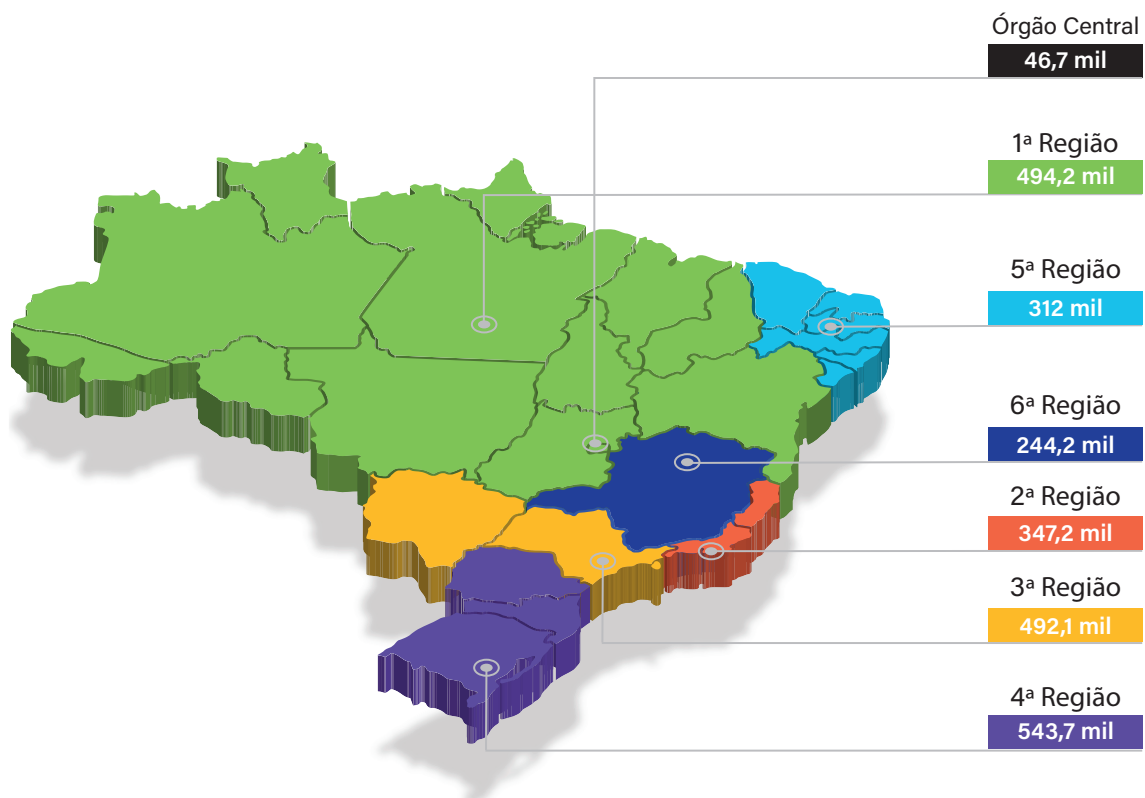 Órgão Central
46,7 mil
1ª Região
494,2 mil
5ª Região
312 mil
6ª Região
244,2 mil
2ª Região
347,2 mil
3ª Região
492,1 mil
4ª Região
543,7 mil